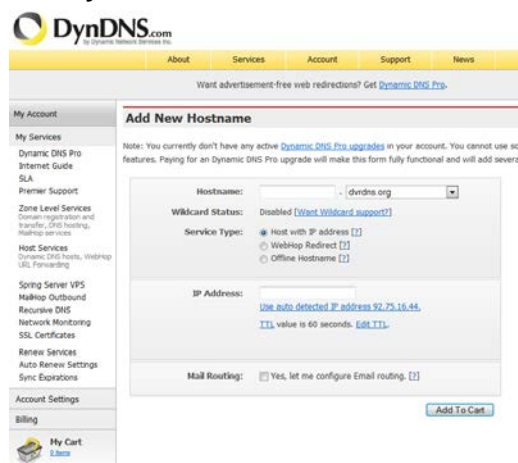 DynDNS.com
by Dynamic Network Services Inc.
About Services Account Support News
Want advertisement-free web redirections? Get Dynamic DNS Pro.
My Account
My Services
Dynamic DNS Pro
Internet Guide
SLA
Premier Support
Zone Level Services
Domain registration and
transfer, DNS hosting,
MailHop services
Host Services
Dynamic DNS hosts, WebHop
URL Forwarding
Spring Server VPS
MailHop Outbound
Recursive DNS
Network Monitoring
SSL Certificates
Renew Services
Auto Renew Settings
Sync Expirations
Account Settings
Billing
My Cart
0 items
Add New Hostname
Note: You currently don't have any active Dynamic DNS Pro upgrades in your account. You cannot use so
features. Paying for an Dynamic DNS Pro upgrade will make this form fully functional and will add severa
Hostname: . dvrdns.org
Wildcard Status: Disabled [Want Wildcard support?]
Service Type: Host with IP address [?]
WebHop Redirect [?]
Offline Hostname [?]
IP Address:
Use auto detected IP address 92.75.16.44.
TTL value is 60 seconds. Edit TTL.
Mail Routing: Yes, let me configure Email routing. [?]
Add To Cart